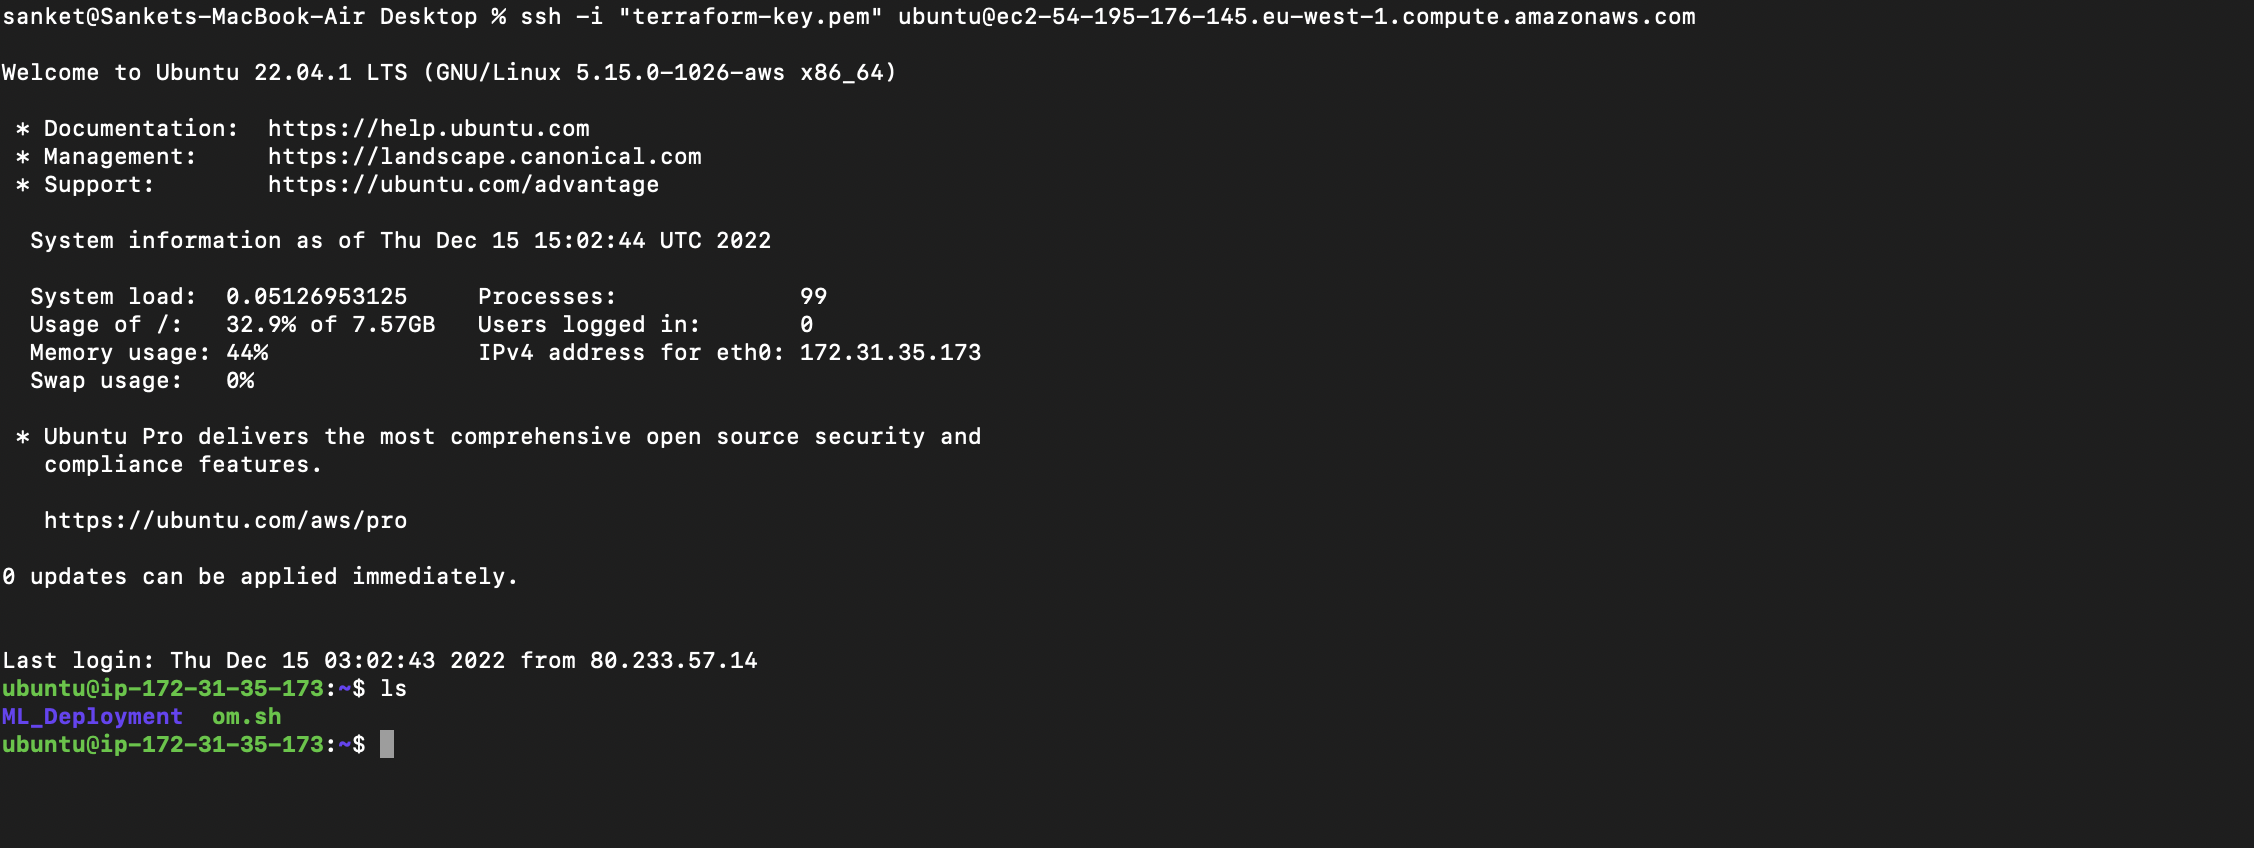 sanket@Sankets-MacBook-Air Desktop % ssh -i "terraform-key.pem" ubuntu@ec2-54-195-176-145.eu-west-1.compute.amazonaws.com
Welcome to Ubuntu 22.04.1 LTS (GNU/Linux 5.15.0-1026-aws x86_64)
* Documentation:  https://help.ubuntu.com
* Management:     https://landscape.canonical.com
* Support:        https://ubuntu.com/advantage
System information as of Thu Dec 15 15:02:44 UTC 2022
System load:  0.05126953125     Processes:             99
Usage of /:   32.9% of 7.57GB   Users logged in:       0
Memory usage: 44%               IPv4 address for eth0: 172.31.35.173
Swap usage:   0%
* Ubuntu Pro delivers the most comprehensive open source security and
compliance features.
https://ubuntu.com/aws/pro
0 updates can be applied immediately.
Last login: Thu Dec 15 03:02:43 2022 from 80.233.57.14
ubuntu@ip-172-31-35-173:~$ ls
ML_Deployment  om.sh
ubuntu@ip-172-31-35-173:~$